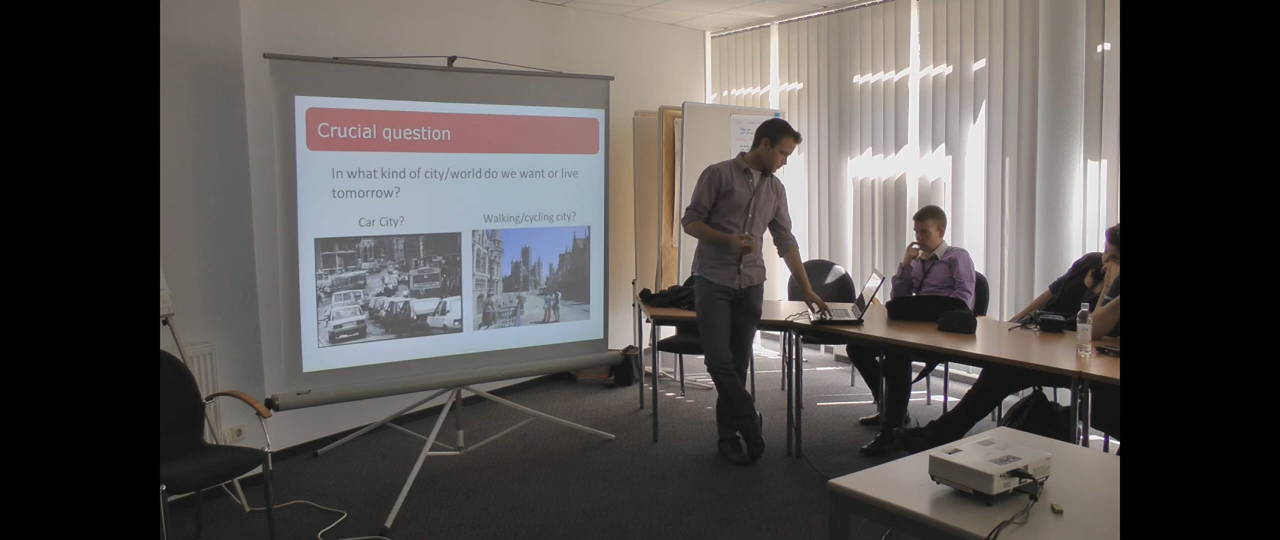 Crucial question
In what kind of city/world do we want or live
tomorrow?
Car City?
Walking/cycling city?